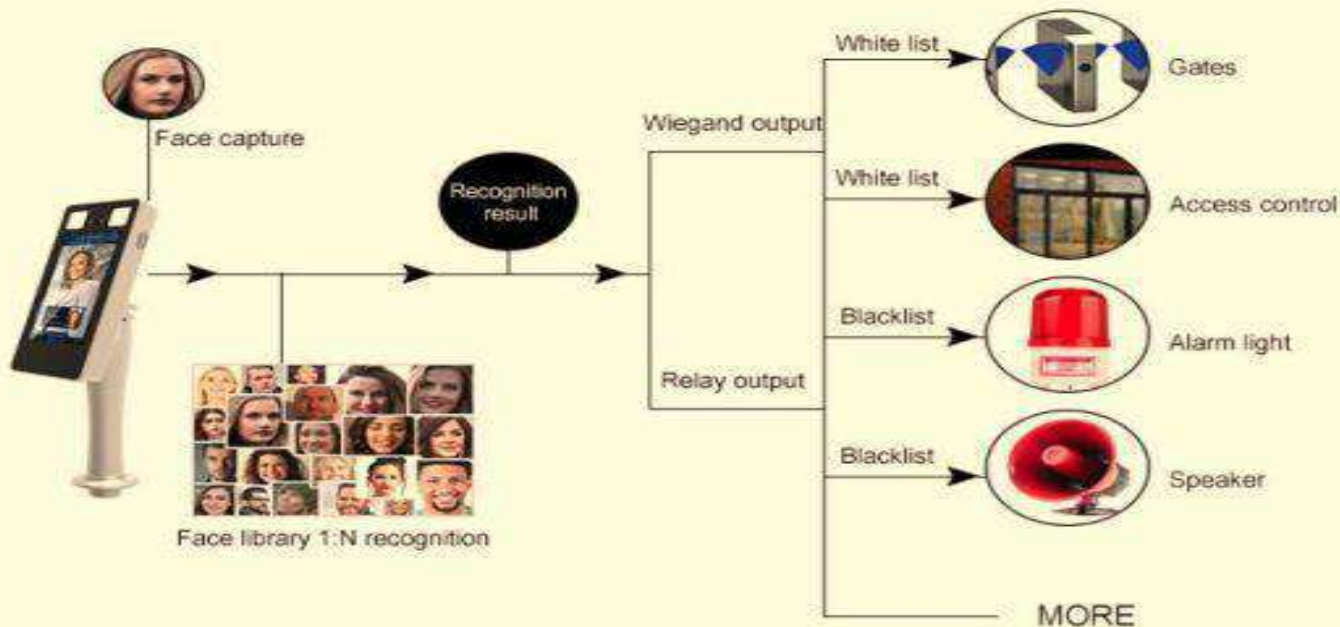 Face capture
Recognition
result
Face library 1:N recognition
Wiegand output
Relay output
White list
Gates
White list
Access control
Blacklist
Alarm light
Blacklist
Speaker
MORE